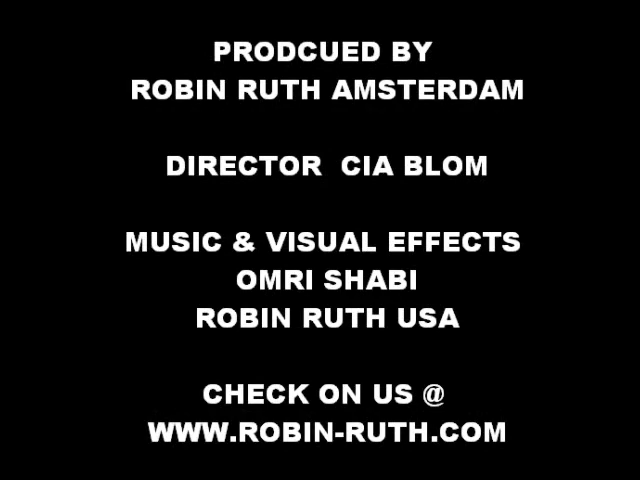 PRODCUED BY
ROBIN RUTH AMSTERDAM
DIRECTOR  CIA BLOM
MUSIC & VISUAL EFFECTS
OMRI SHABI
ROBIN RUTH USA
CHECK ON US @
WWW.ROBIN-RUTH.COM